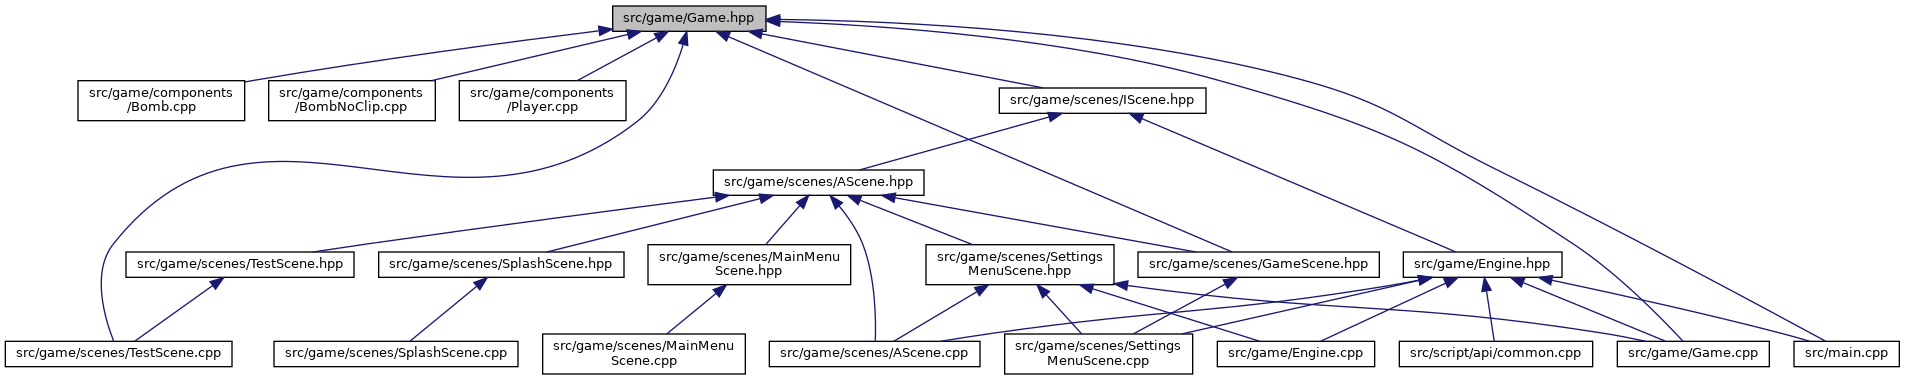 src/game/Game.hpp
src/game/components
/Bomb.cpp
src/game/components
/BombNoClip.cpp
src/game/components
/Player.cpp
src/game/scenes/IScene.hpp
src/game/scenes/AScene.hpp
src/game/scenes/TestScene.hpp
src/game/scenes/SplashScene.hpp
src/game/scenes/MainMenu
Scene.hpp
src/game/scenes/Settings
MenuScene.hpp
src/game/scenes/GameScene.hpp
src/game/Engine.hpp
src/game/scenes/TestScene.cpp
src/game/scenes/SplashScene.cpp
src/game/scenes/MainMenu
Scene.cpp
src/game/scenes/AScene.cpp
src/game/scenes/Settings
MenuScene.cpp
src/game/Engine.cpp
src/script/api/common.cpp
src/game/Game.cpp
src/main.cpp